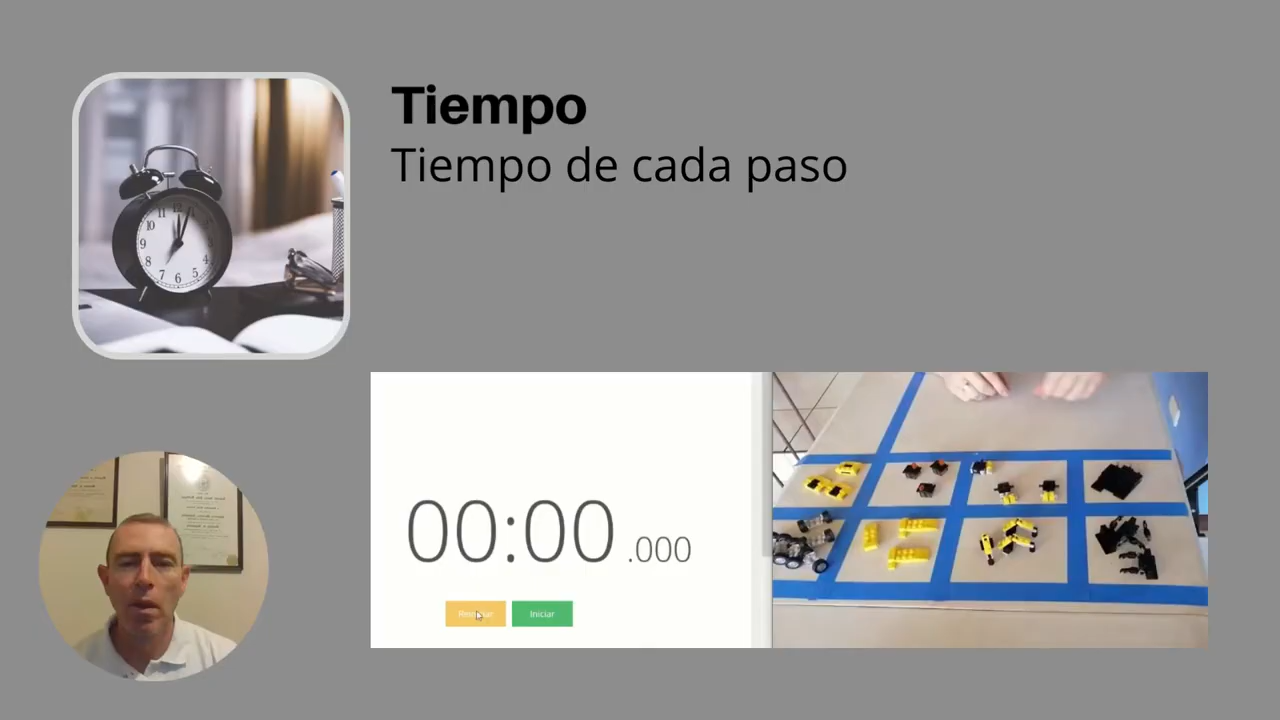 Tiempo
Tiempo de cada paso
00:00.000
Iniciar